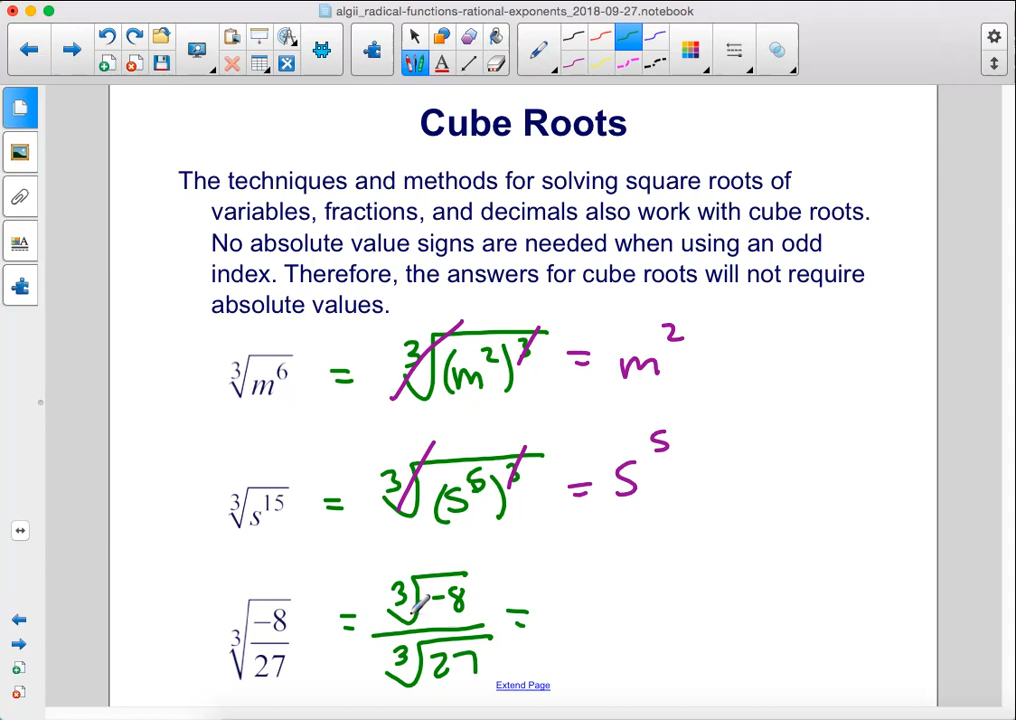 algii_radical-functions-rational-exponents_2018-09-27.notebook
Cube Roots
The techniques and methods for solving square roots of
variables, fractions, and decimals also work with cube roots.
No absolute value signs are needed when using an odd
index. Therefore, the answers for cube roots will not require
absolute values.
∛m⁶ = ∛(m²)³ = m²
∛s¹⁵ = ∛(s⁵)³ = s⁵
∛(−8/27) = ∛−8 / ∛27 =
Extend Page